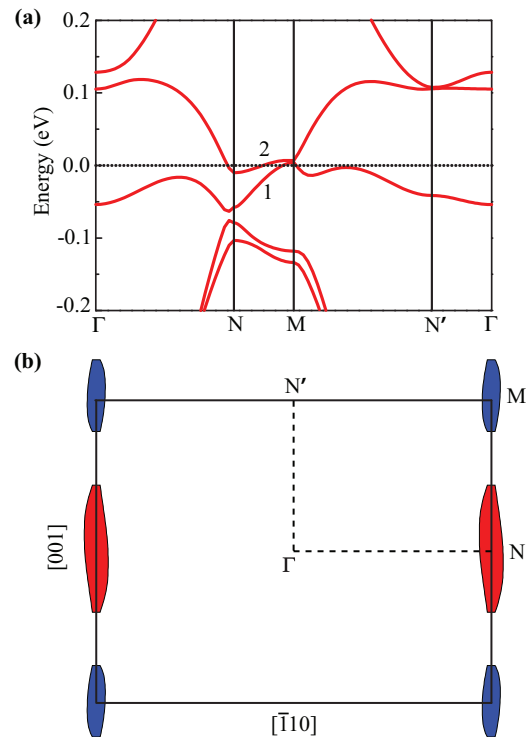 (a)
0.2
0.1
0.0
-0.1
-0.2
Energy (eV)
2
1
Γ N M N′ Γ
(b)
N′
M
[001]
N
Γ
[1̅10]